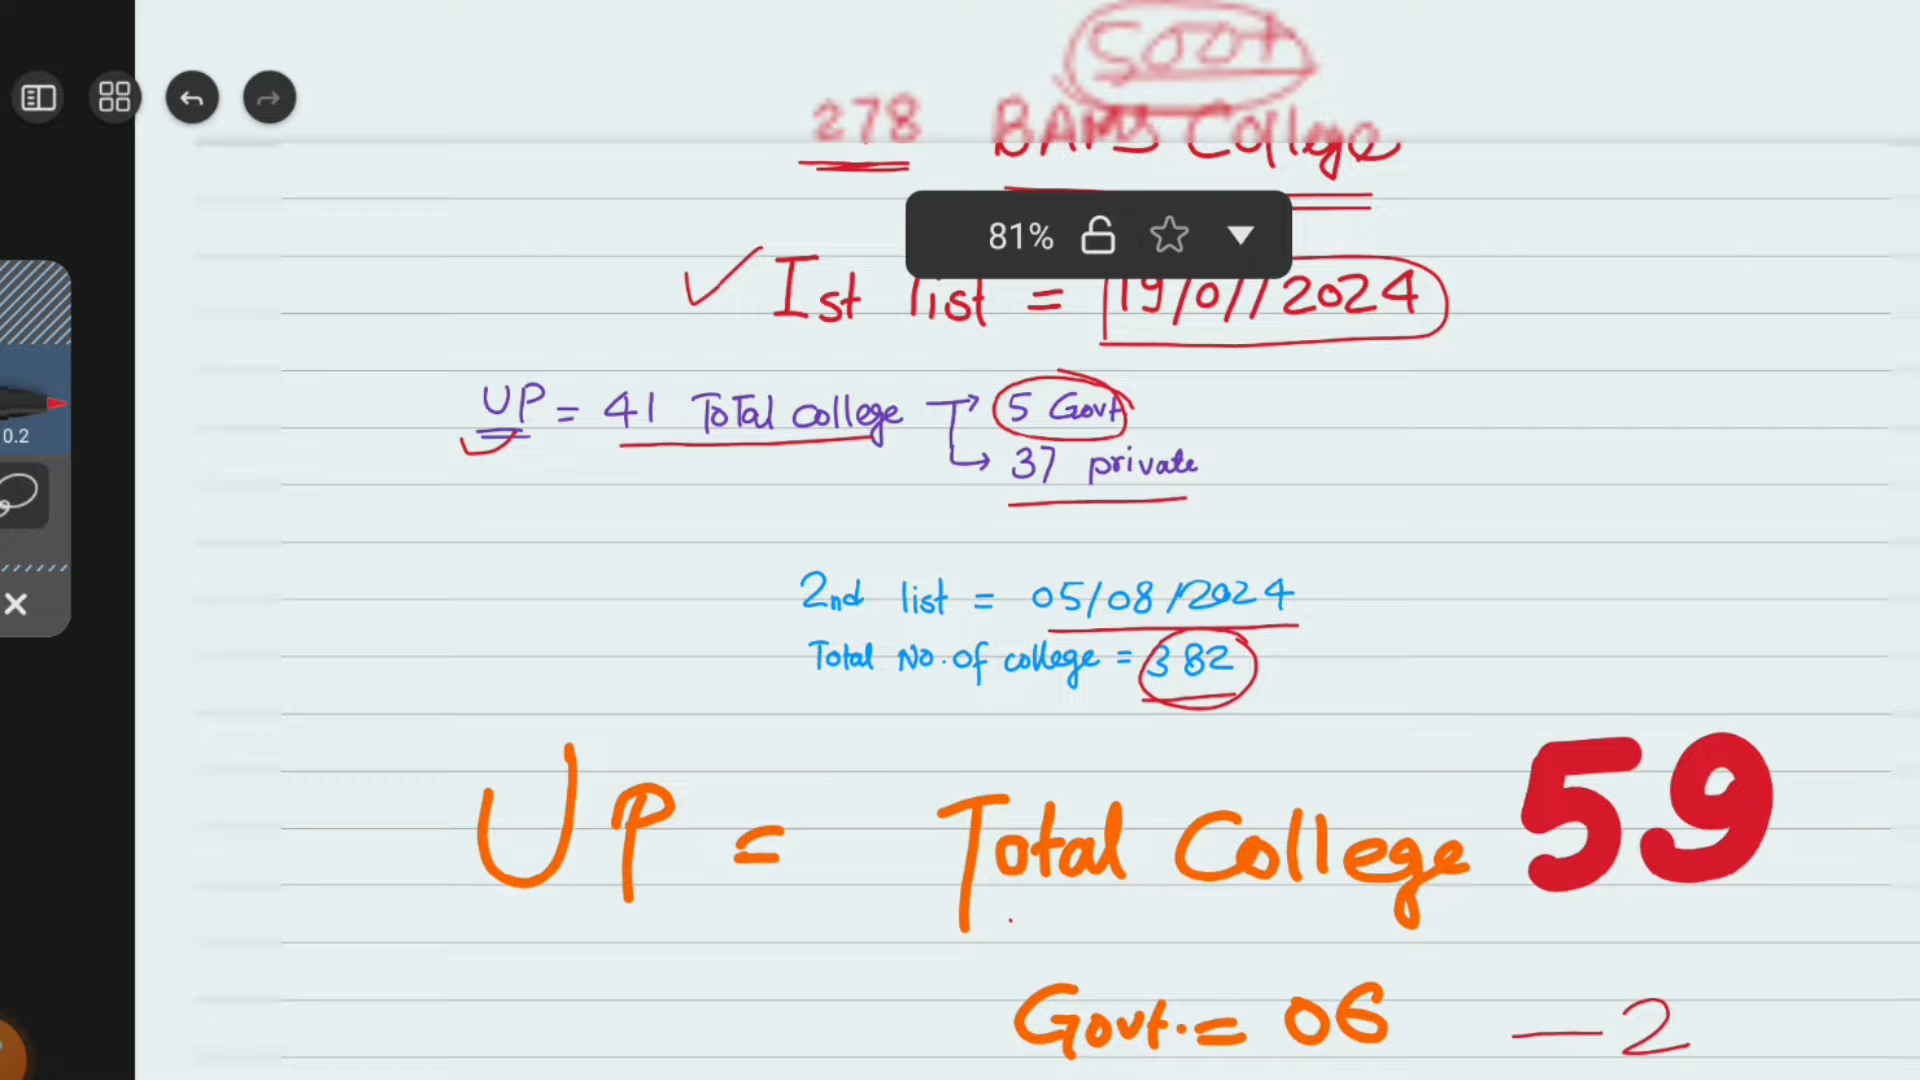 500+
278 BAMS College
81%
Ist list = 19/07/2024
UP = 41 Total college → 5 Govt
→ 37 private
0.2
2nd list = 05/08/2024
Total No. of college = 382
UP = Total College 59
Govt. = 06 — 2